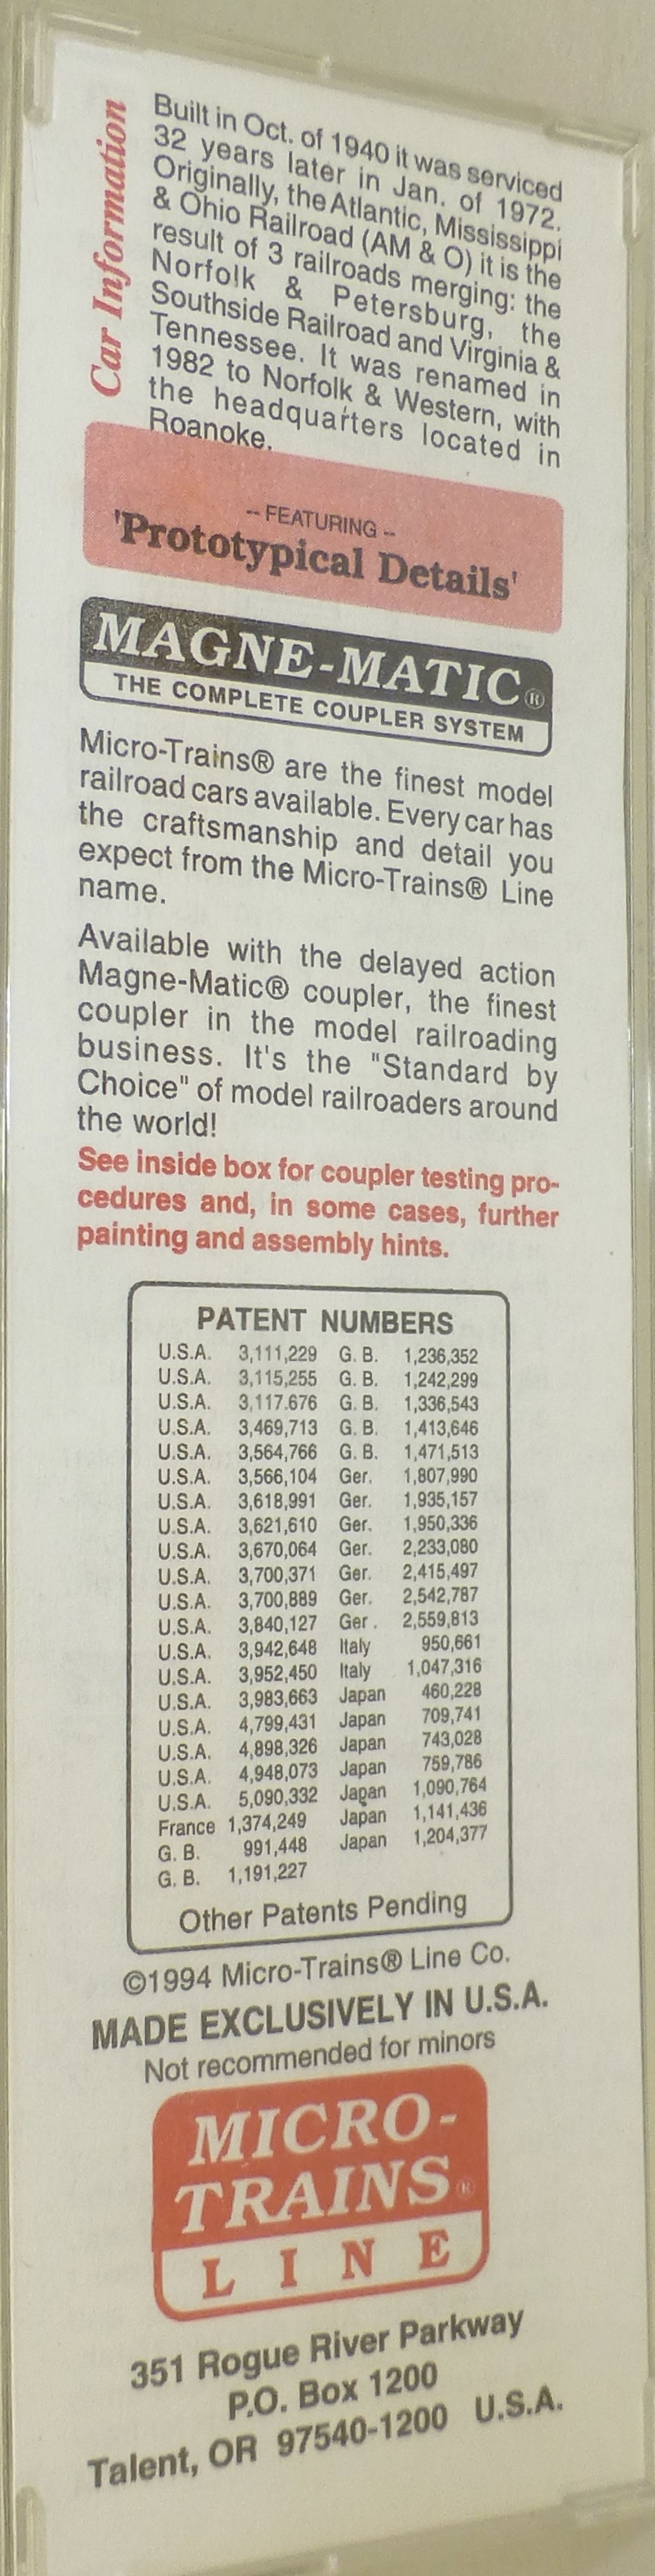 Car Information
Built in Oct. of 1940 it was serviced
32 years later in Jan. of 1972.
Originally, the Atlantic, Mississippi
& Ohio Railroad (AM & O) it is the
result of 3 railroads merging: the
Norfolk & Petersburg, the
Southside Railroad and Virginia &
Tennessee. It was renamed in
1982 to Norfolk & Western, with
the headquarters located in
Roanoke.
-- FEATURING --
'Prototypical Details'
MAGNE-MATIC®
THE COMPLETE COUPLER SYSTEM
Micro-Trains® are the finest model
railroad cars available. Every car has
the craftsmanship and detail you
expect from the Micro-Trains® Line
name.
Available with the delayed action
Magne-Matic® coupler, the finest
coupler in the model railroading
business. It's the "Standard by
Choice" of model railroaders around
the world!
See inside box for coupler testing pro-
cedures and, in some cases, further
painting and assembly hints.
PATENT NUMBERS
U.S.A. 3,111,229 G. B. 1,236,352
U.S.A. 3,115,255 G. B. 1,242,299
U.S.A. 3,117.676 G. B. 1,336,543
U.S.A. 3,469,713 G. B. 1,413,646
U.S.A. 3,564,766 G. B. 1,471,513
U.S.A. 3,566,104 Ger. 1,807,990
U.S.A. 3,618,991 Ger. 1,935,157
U.S.A. 3,621,610 Ger. 1,950,336
U.S.A. 3,670,064 Ger. 2,233,080
U.S.A. 3,700,371 Ger. 2,415,497
U.S.A. 3,700,889 Ger. 2,542,787
U.S.A. 3,840,127 Ger . 2,559,813
U.S.A. 3,942,648 Italy 950,661
U.S.A. 3,952,450 Italy 1,047,316
U.S.A. 3,983,663 Japan 460,228
U.S.A. 4,799,431 Japan 709,741
U.S.A. 4,898,326 Japan 743,028
U.S.A. 4,948,073 Japan 759,786
U.S.A. 5,090,332 Japan 1,090,764
France 1,374,249 Japan 1,141,436
G. B. 991,448 Japan 1,204,377
G. B. 1,191,227
Other Patents Pending
©1994 Micro-Trains® Line Co.
MADE EXCLUSIVELY IN U.S.A.
Not recommended for minors
MICRO-
TRAINS®
LINE
351 Rogue River Parkway
P.O. Box 1200
Talent, OR 97540-1200 U.S.A.